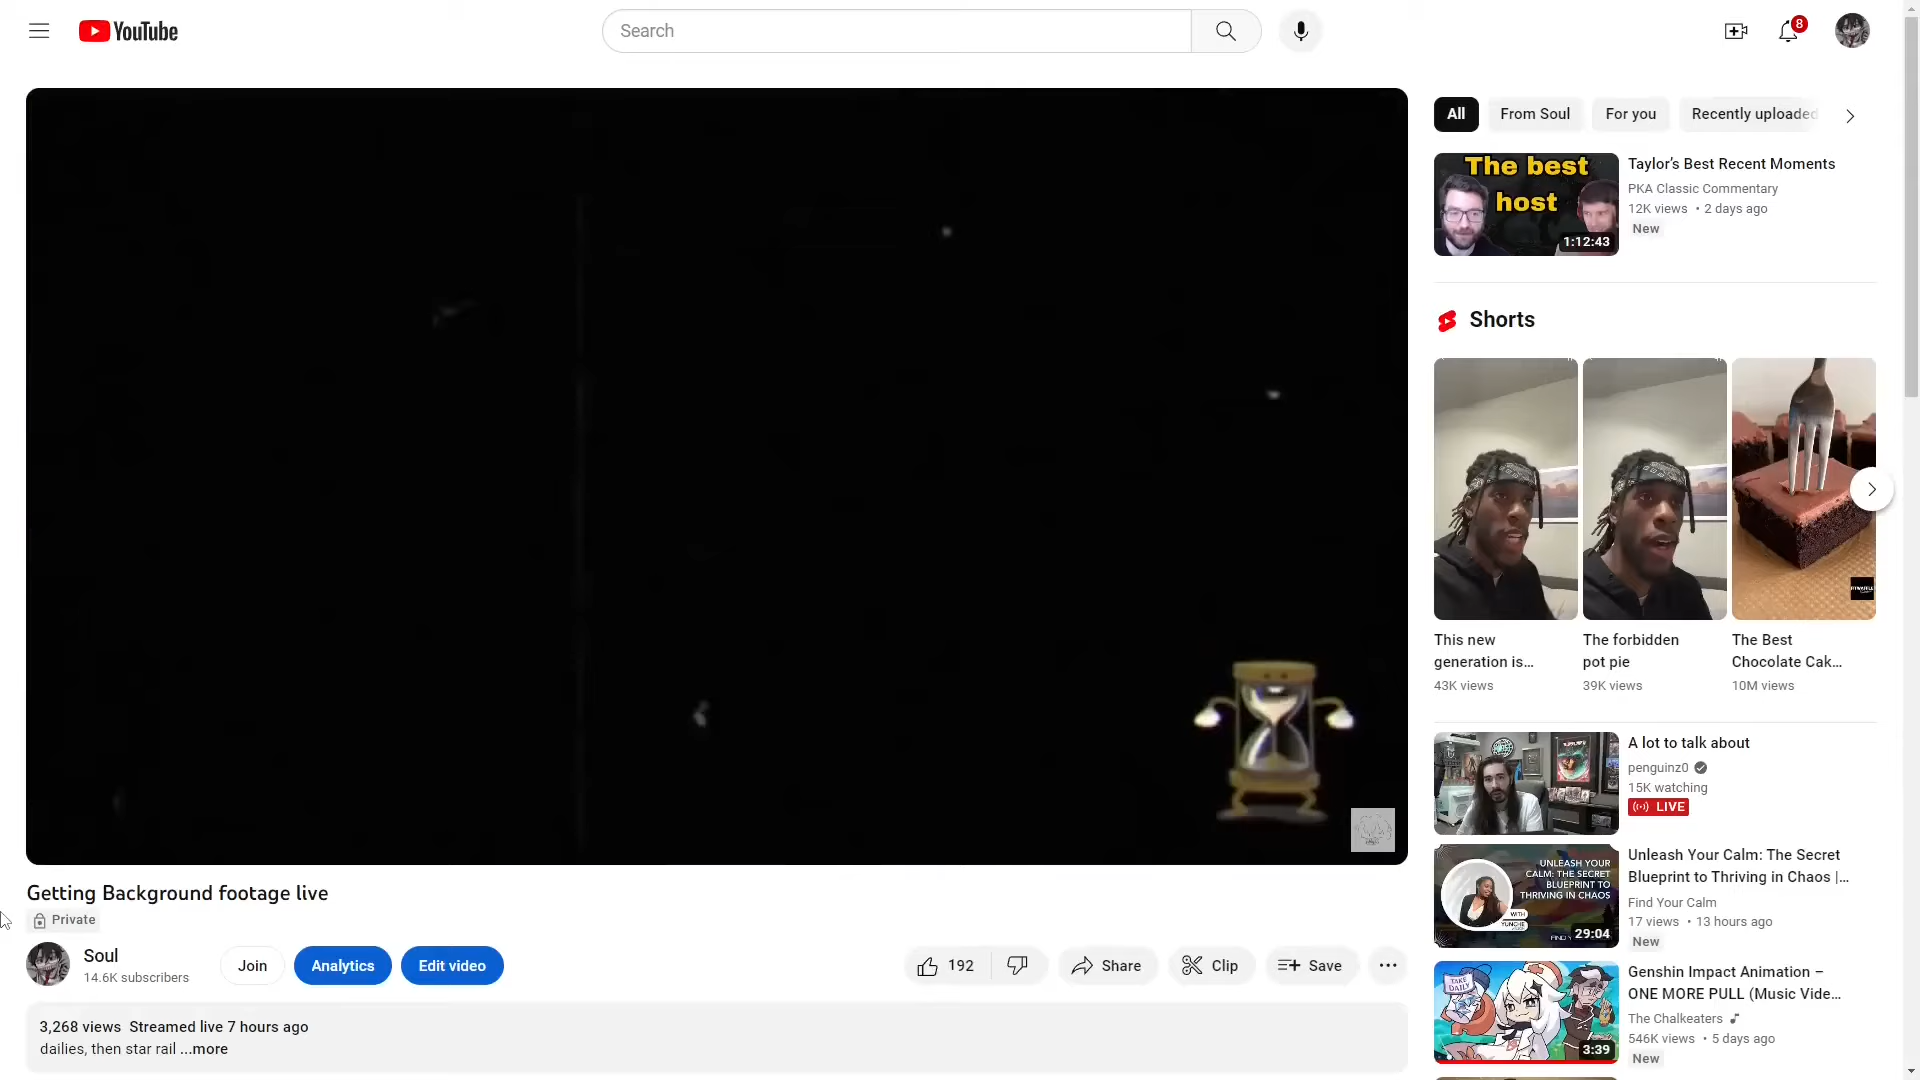 YouTube
Search
8
All
From Soul
For you
Recently uploaded
The best
host
1:12:43
Taylor’s Best Recent Moments
PKA Classic Commentary
12K views • 2 days ago
New
Shorts
This new
generation is...
43K views
The forbidden
pot pie
39K views
The Best
Chocolate Cak...
10M views
A lot to talk about
penguinz0
15K watching
LIVE
UNLEASH YOUR
CALM: THE SECRET
BLUEPRINT TO
THRIVING IN CHAOS
WITH
29:04
Unleash Your Calm: The Secret
Blueprint to Thriving in Chaos |...
Find Your Calm
17 views • 13 hours ago
New
TAKE
DAILY
3:39
Genshin Impact Animation –
ONE MORE PULL (Music Vide...
The Chalkeaters
546K views • 5 days ago
New
Getting Background footage live
Private
Soul
14.6K subscribers
Join
Analytics
Edit video
192
Share
Clip
Save
3,268 views Streamed live 7 hours ago
dailies, then star rail ...more